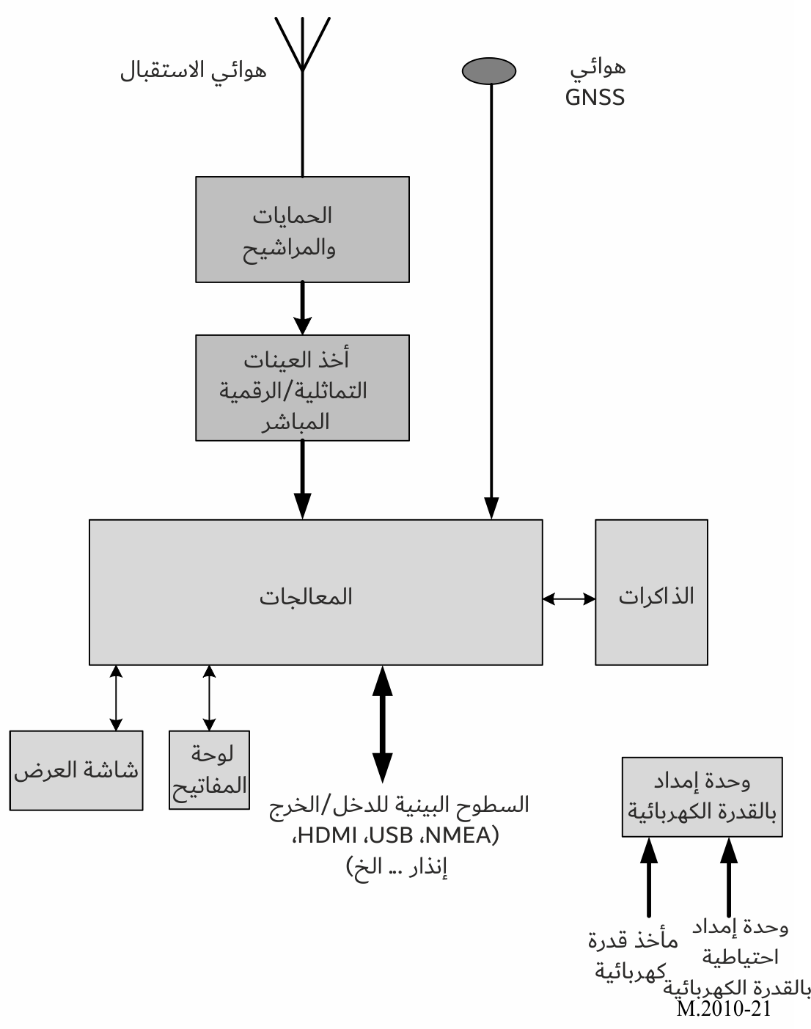 هوائي الاستقبال
هوائي
GNSS
الحمايات
والمراشيح
أخذ العينات
التماثلية/الرقمية
المباشر
المعالجات
الذاكرات
شاشة العرض
لوحة
المفاتيح
السطوح البينية للدخل/الخرج
(NMEA، USB، HDMI،
إنذار ... الخ)
وحدة إمداد
بالقدرة الكهربائية
مأخذ قدرة
كهربائية
وحدة إمداد
احتياطية
بالقدرة الكهربائية
M.2010-21